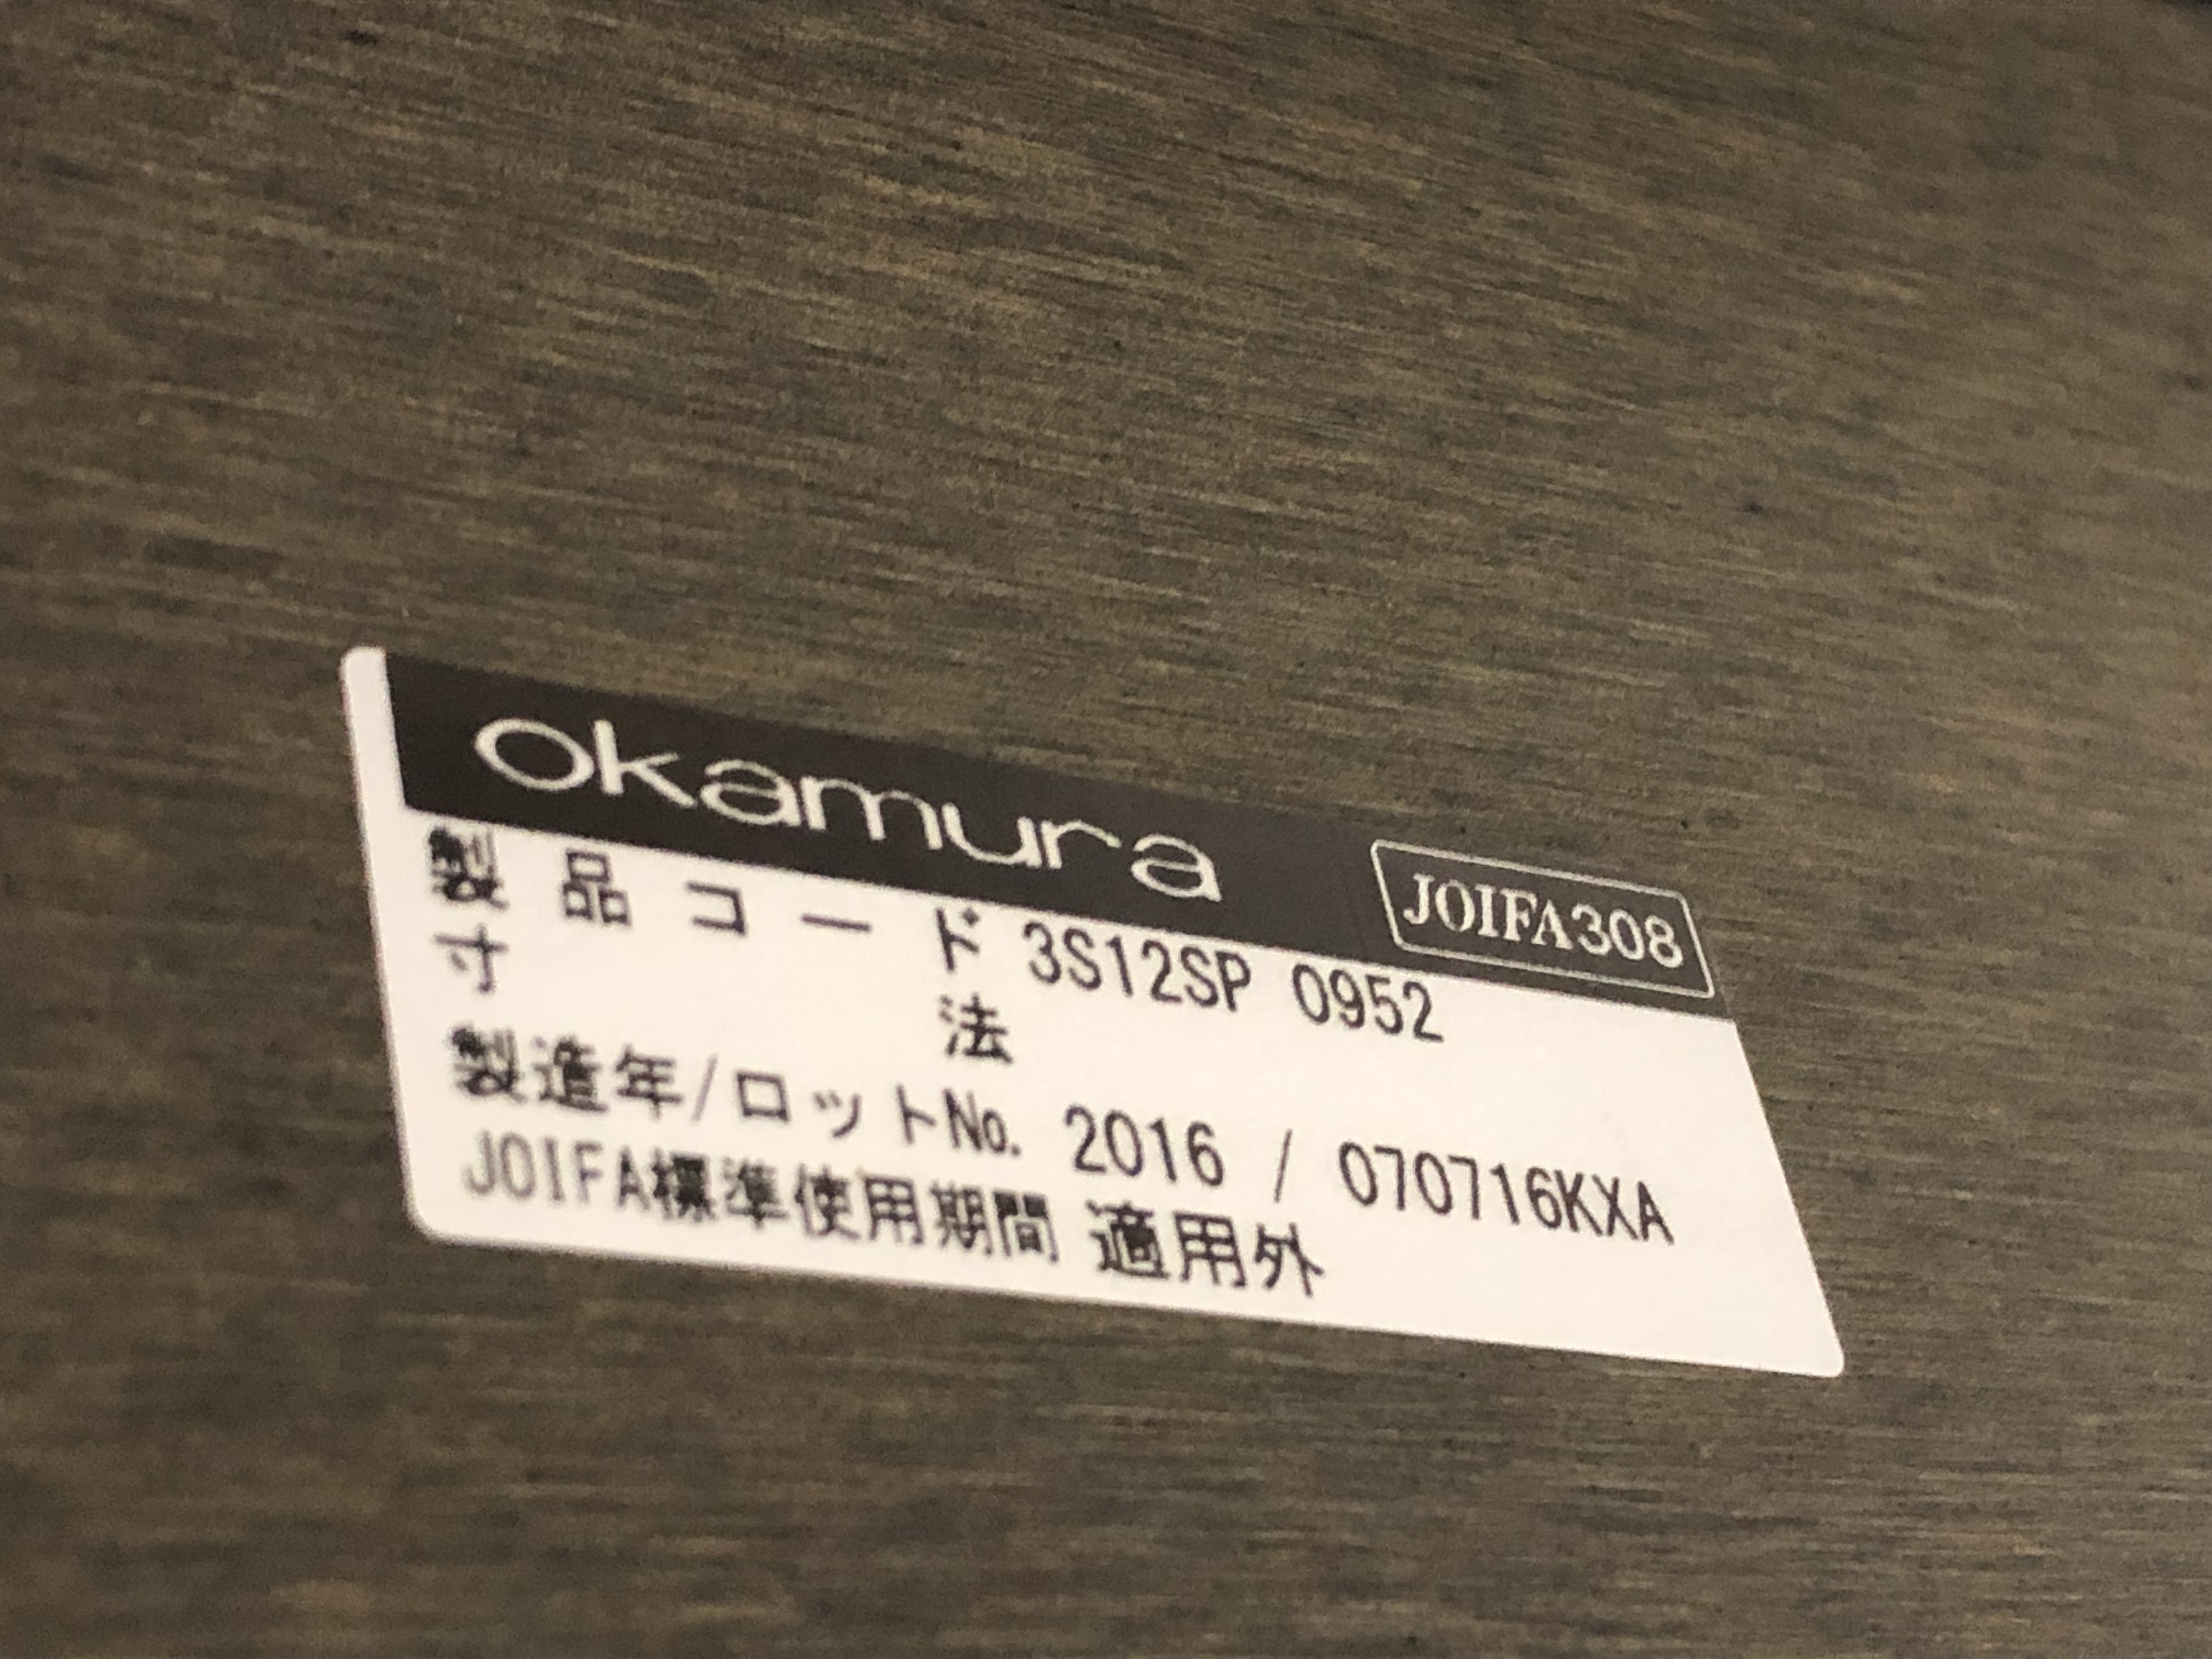 okamura JOIFA308
製品コード 3S12SP 0952
寸法
製造年/ロットNo. 2016 / 070716KXA
JOIFA標準使用期間 適用外